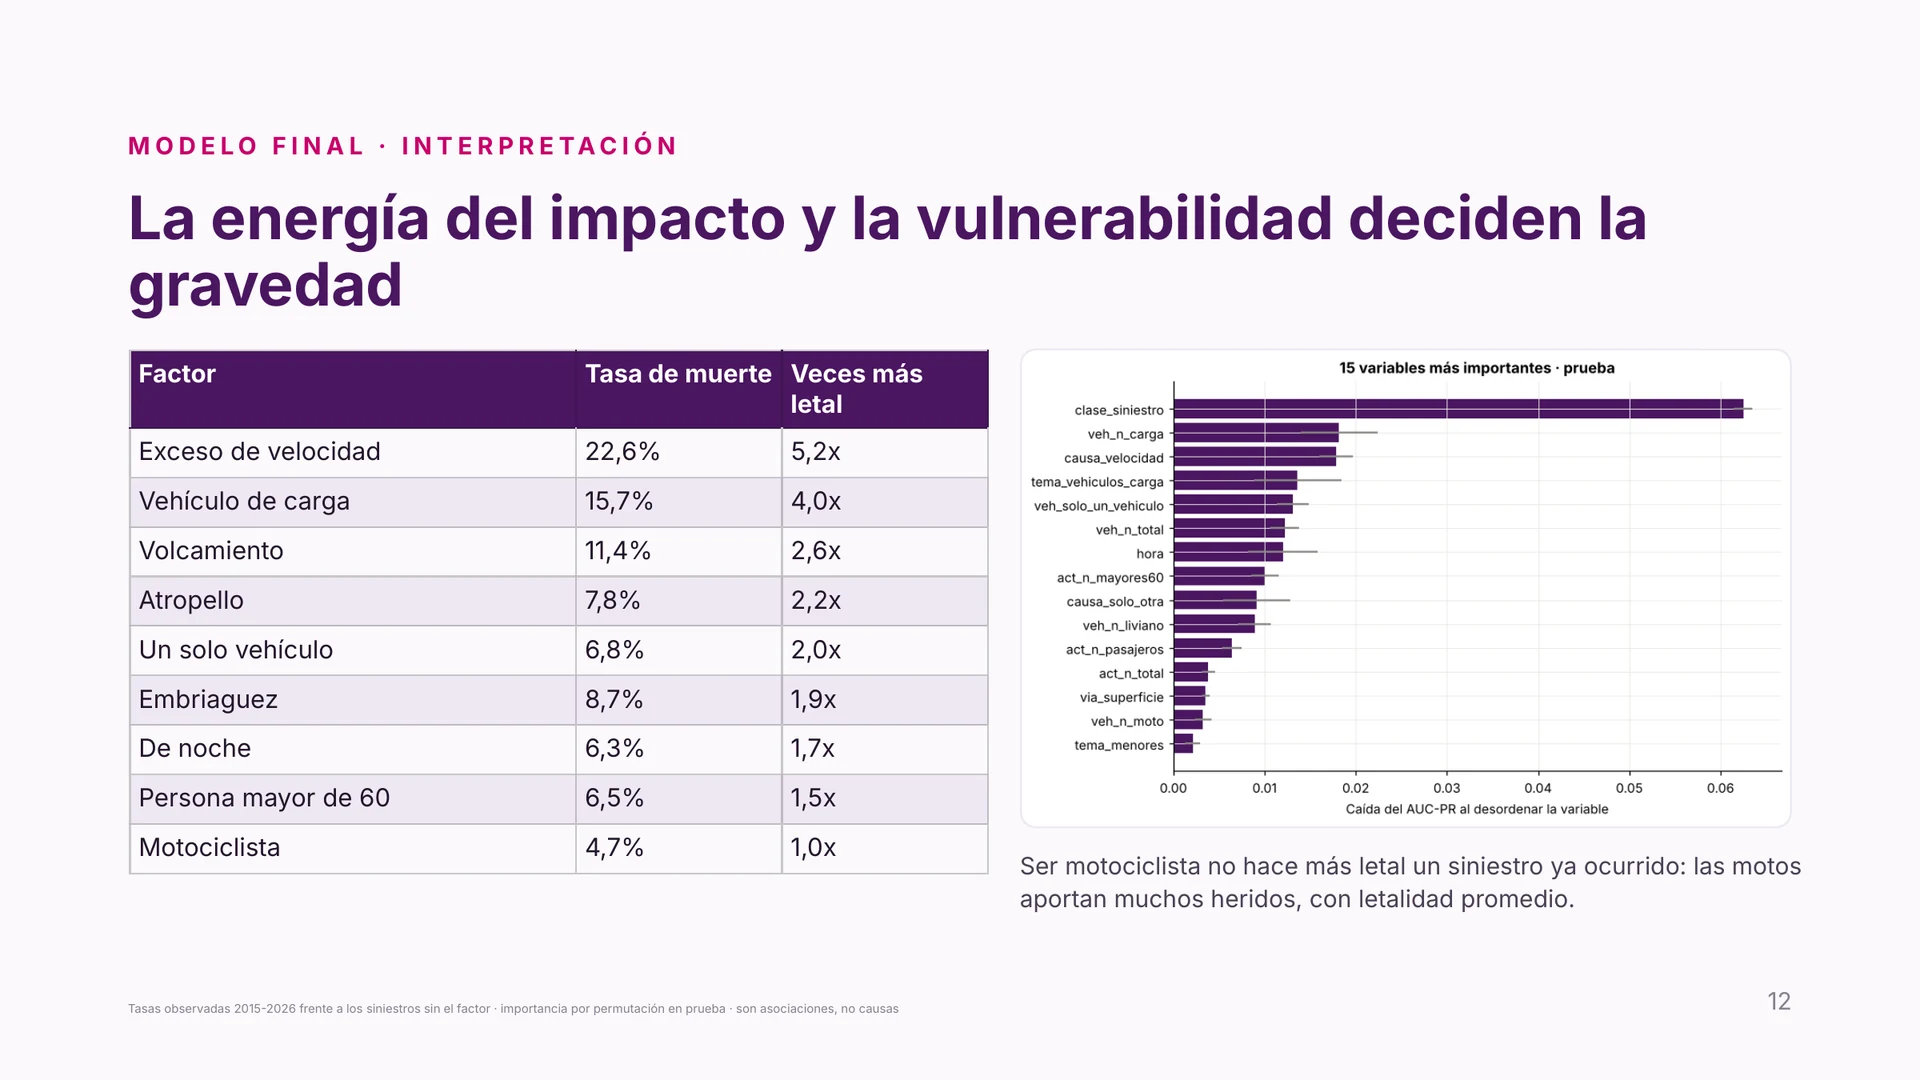 MODELO FINAL · INTERPRETACIÓN
La energía del impacto y la vulnerabilidad deciden la
gravedad
Factor Tasa de muerte Veces más
letal
Exceso de velocidad 22,6% 5,2x
Vehículo de carga 15,7% 4,0x
Volcamiento 11,4% 2,6x
Atropello 7,8% 2,2x
Un solo vehículo 6,8% 2,0x
Embriaguez 8,7% 1,9x
De noche 6,3% 1,7x
Persona mayor de 60 6,5% 1,5x
Motociclista 4,7% 1,0x
15 variables más importantes · prueba
clase_siniestro
veh_n_carga
causa_velocidad
tema_vehiculos_carga
veh_solo_un_vehiculo
veh_n_total
hora
act_n_mayores60
causa_solo_otra
veh_n_liviano
act_n_pasajeros
act_n_total
via_superficie
veh_n_moto
tema_menores
0.00 0.01 0.02 0.03 0.04 0.05 0.06
Caída del AUC-PR al desordenar la variable
Ser motociclista no hace más letal un siniestro ya ocurrido: las motos
aportan muchos heridos, con letalidad promedio.
Tasas observadas 2015-2026 frente a los siniestros sin el factor · importancia por permutación en prueba · son asociaciones, no causas
12